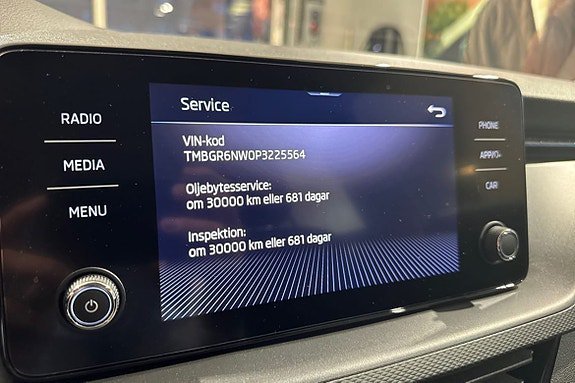 Service
RADIO
MEDIA
MENU
VIN-kod
TMBGR6NW0P3225564
Oljebytesservice:
om 30000 km eller 681 dagar
Inspektion:
om 30000 km eller 681 dagar
PHONE
APP/
CAR